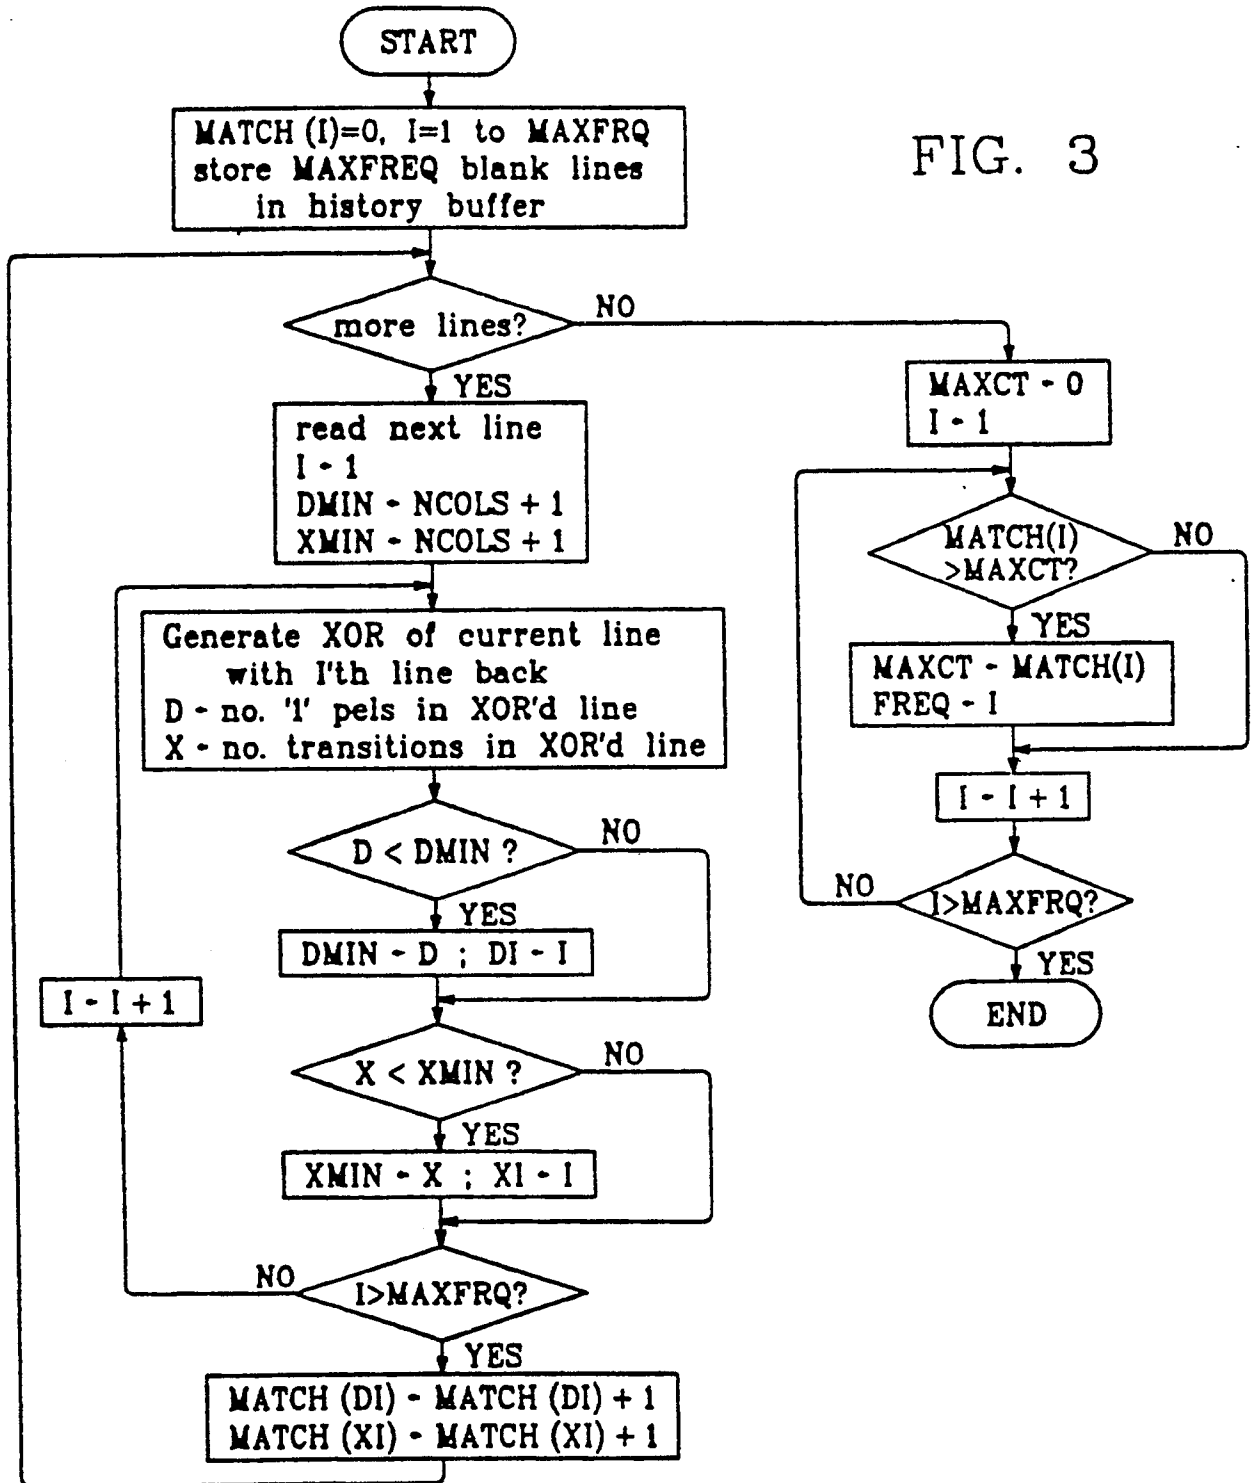 START
MATCH (I)=0, I=1 to MAXFRQ
store MAXFREQ blank lines
in history buffer
FIG. 3
more lines?
NO
YES
read next line
I - 1
DMIN - NCOLS + 1
XMIN - NCOLS + 1
Generate XOR of current line
with I'th line back
D - no. '1' pels in XOR'd line
X - no. transitions in XOR'd line
D < DMIN ?
NO
YES
DMIN - D ; DI - I
I - I + 1
X < XMIN ?
NO
YES
XMIN - X ; XI - I
I>MAXFRQ?
NO
YES
MATCH (DI) - MATCH (DI) + 1
MATCH (XI) - MATCH (XI) + 1
MAXCT - 0
I - 1
MATCH(I)
>MAXCT?
NO
YES
MAXCT - MATCH(I)
FREQ - I
I - I + 1
I>MAXFRQ?
NO
YES
END